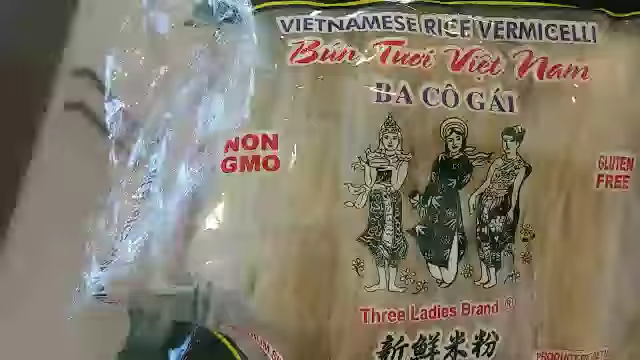 VIETNAMESE RICE VERMICELLI
Bún Tươi Việt Nam
BA CÔ GÁI
NON
GMO
GLUTEN
FREE
Three Ladies Brand ®
新鮮米粉